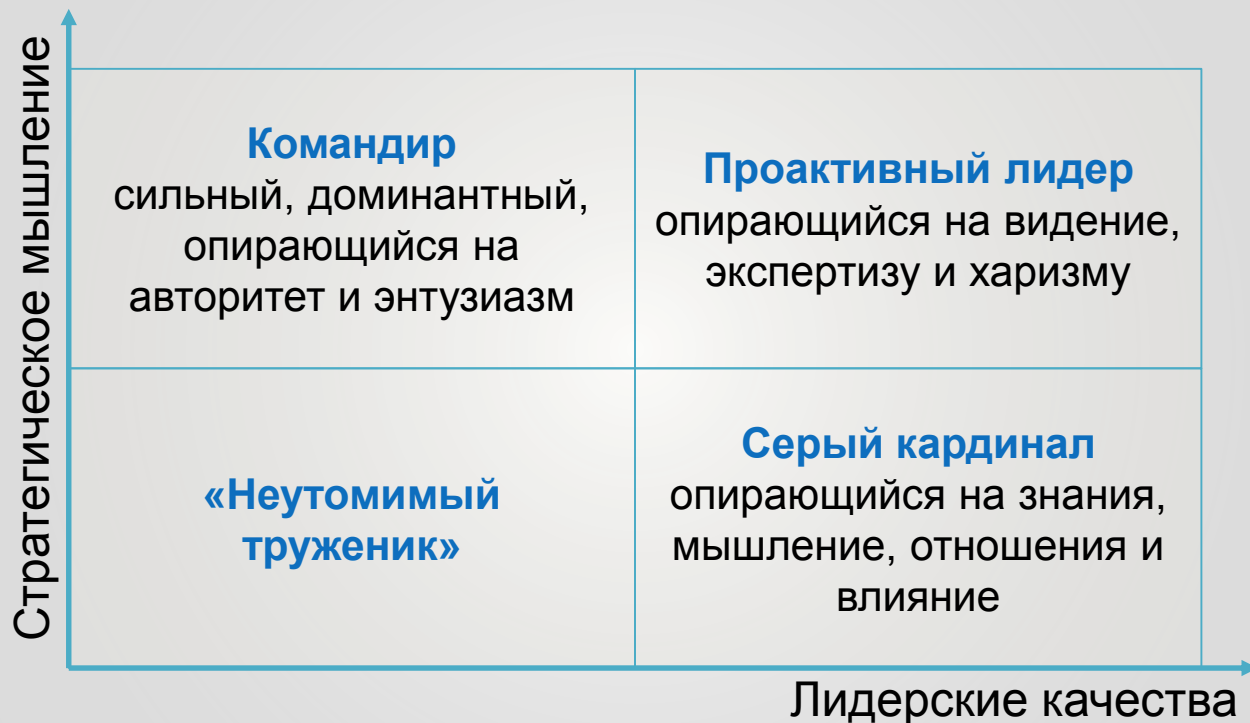 Стратегическое мышление
Командир
сильный, доминантный,
опирающийся на
авторитет и энтузиазм
Проактивный лидер
опирающийся на видение,
экспертизу и харизму
«Неутомимый
труженик»
Серый кардинал
опирающийся на знания,
мышление, отношения и
влияние
Лидерские качества